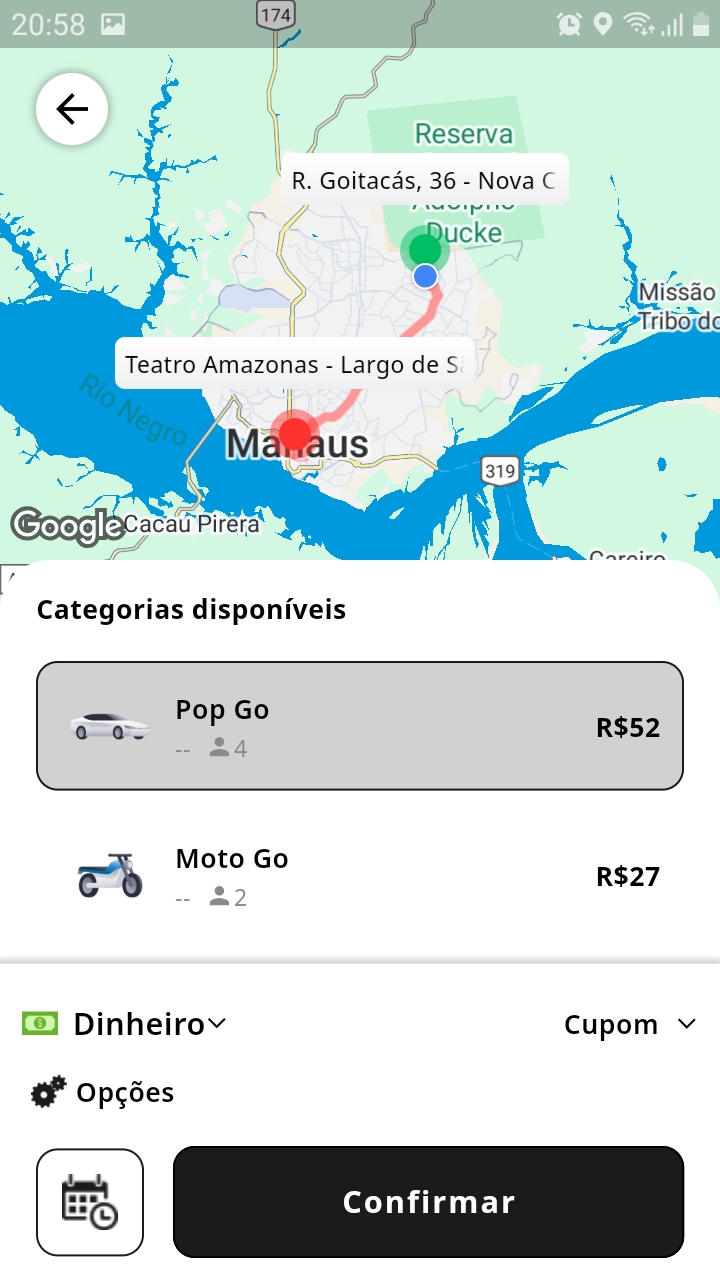 20:58
174
Reserva
R. Goitacás, 36 - Nova C
Adolpho
Ducke
Missão
Tribo do
Teatro Amazonas - Largo de Sã
Rio Negro
Manaus
319
Google
Cacau Pirera
Careiro
Categorias disponíveis
Pop Go
R$52
-- 4
Moto Go
R$27
-- 2
Dinheiro
Cupom
Opções
Confirmar